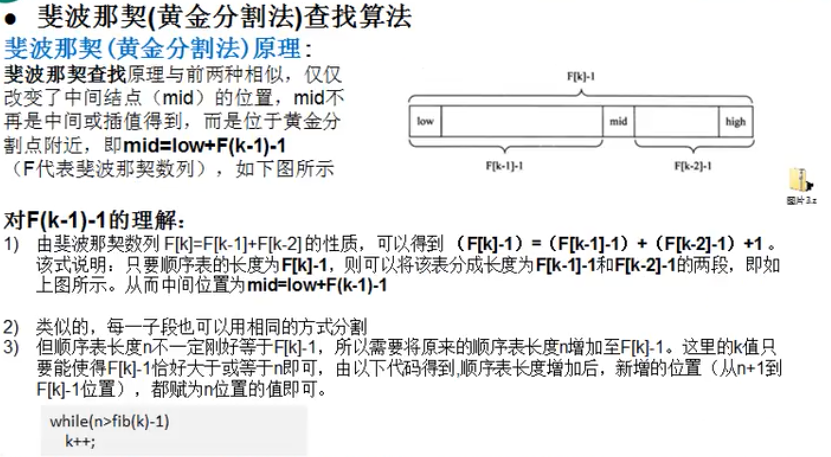 ● 斐波那契(黄金分割法)查找算法
斐波那契(黄金分割法)原理:
斐波那契查找原理与前两种相似，仅仅
改变了中间结点（mid）的位置，mid不
再是中间或插值得到，而是位于黄金分
割点附近，即mid=low+F(k-1)-1
（F代表斐波那契数列），如下图所示
F[k]-1
low mid high
F[k-1]-1 F[k-2]-1
图片3.z
对F(k-1)-1的理解：
1) 由斐波那契数列 F[k]=F[k-1]+F[k-2] 的性质，可以得到 （F[k]-1）=（F[k-1]-1）+（F[k-2]-1）+1 。
该式说明：只要顺序表的长度为F[k]-1，则可以将该表分成长度为F[k-1]-1和F[k-2]-1的两段，即如
上图所示。从而中间位置为mid=low+F(k-1)-1
2) 类似的，每一子段也可以用相同的方式分割
3) 但顺序表长度n不一定刚好等于F[k]-1，所以需要将原来的顺序表长度n增加至F[k]-1。这里的k值只
要能使得F[k]-1恰好大于或等于n即可，由以下代码得到,顺序表长度增加后，新增的位置（从n+1到
F[k]-1位置），都赋为n位置的值即可。
while(n>fib(k)-1)
k++;